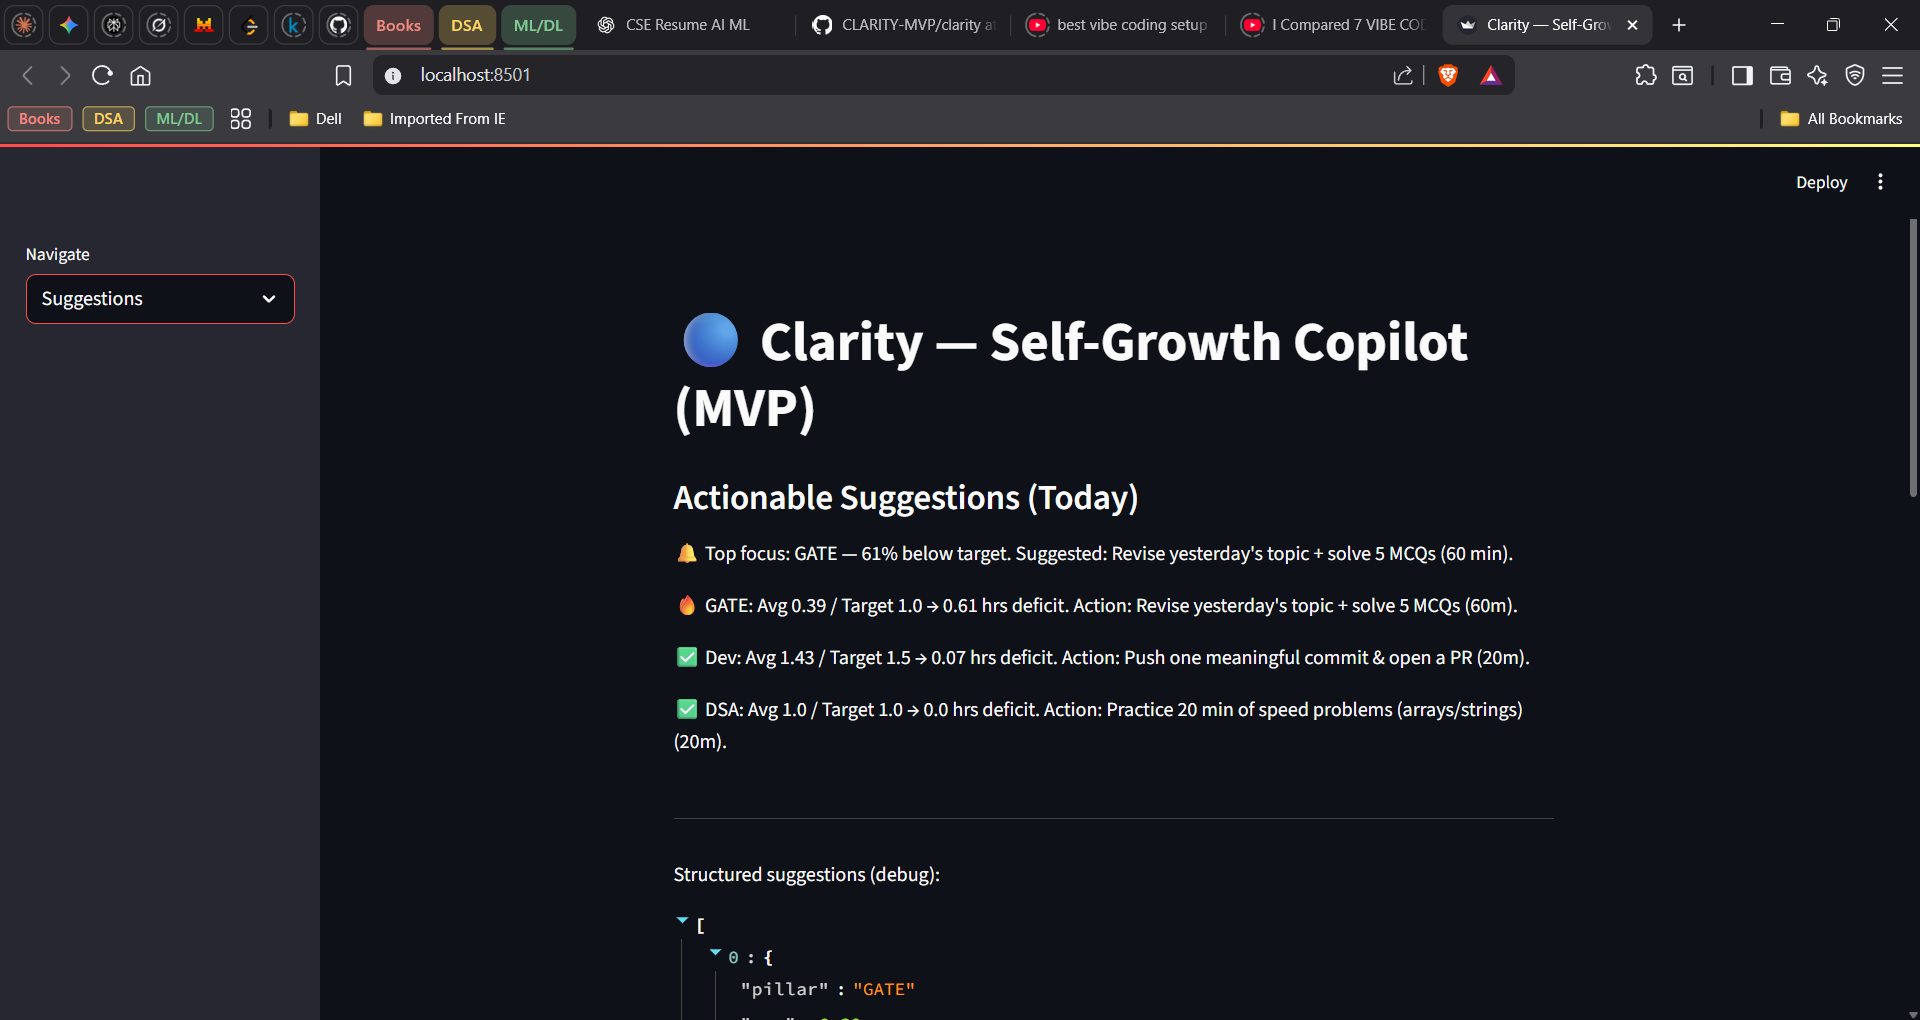 Books
DSA
ML/DL
CSE Resume AI ML
CLARITY-MVP/clarity a
best vibe coding setup
I Compared 7 VIBE COD
Clarity — Self-Grow
localhost:8501
Books
DSA
ML/DL
Dell
Imported From IE
All Bookmarks
Deploy
Navigate
Suggestions
Clarity — Self-Growth Copilot
(MVP)
Actionable Suggestions (Today)
🔔 Top focus: GATE — 61% below target. Suggested: Revise yesterday's topic + solve 5 MCQs (60 min).
🔥 GATE: Avg 0.39 / Target 1.0 → 0.61 hrs deficit. Action: Revise yesterday's topic + solve 5 MCQs (60m).
✅ Dev: Avg 1.43 / Target 1.5 → 0.07 hrs deficit. Action: Push one meaningful commit & open a PR (20m).
✅ DSA: Avg 1.0 / Target 1.0 → 0.0 hrs deficit. Action: Practice 20 min of speed problems (arrays/strings)
(20m).
Structured suggestions (debug):
[
0 : {
"pillar" : "GATE"